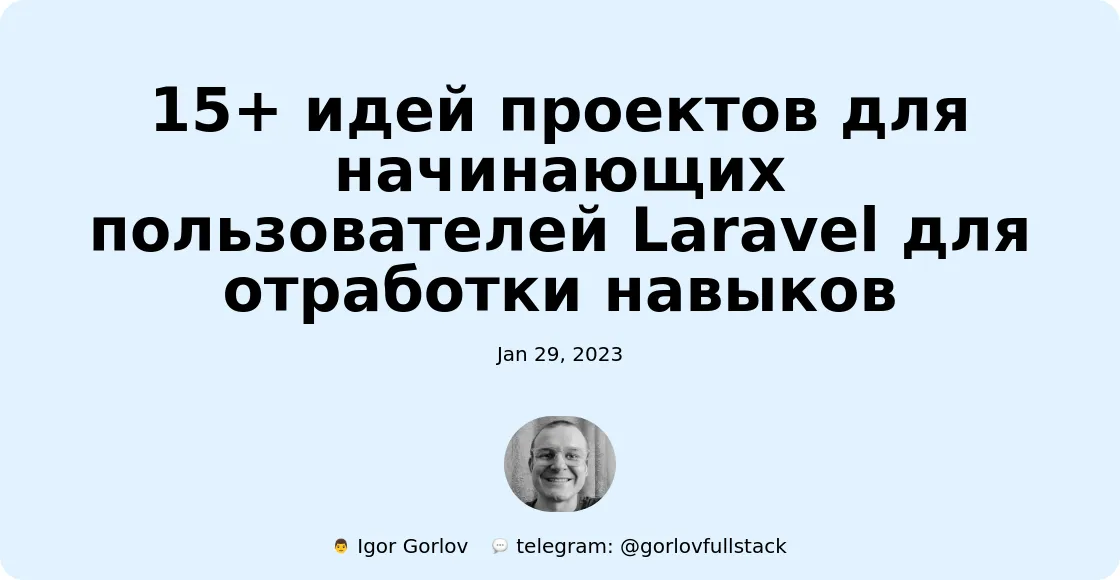 15+ идей проектов для
начинающих
пользователей Laravel для
отработки навыков
Jan 29, 2023
Igor Gorlov telegram: @gorlovfullstack